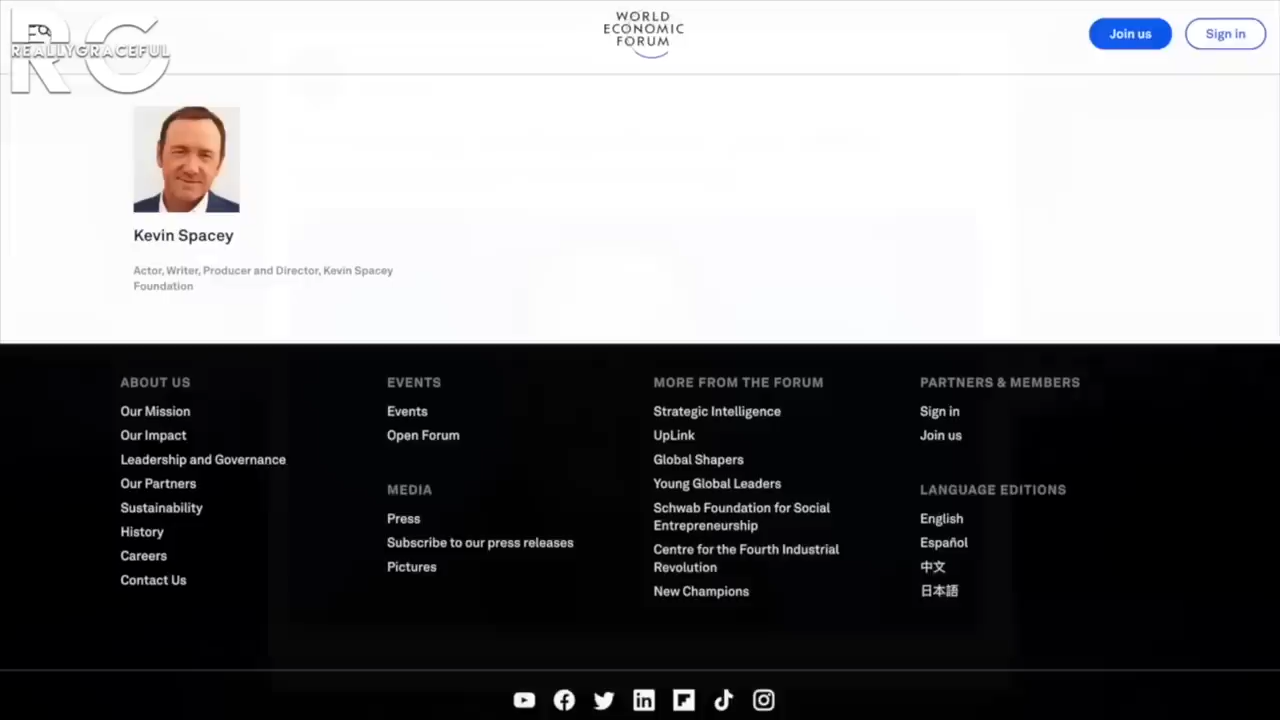 RG
REALLYGRACEFUL
WORLD
ECONOMIC
FORUM
Join us
Sign in
Kevin Spacey
Actor, Writer, Producer and Director, Kevin Spacey
Foundation
ABOUT US
Our Mission
Our Impact
Leadership and Governance
Our Partners
Sustainability
History
Careers
Contact Us
EVENTS
Events
Open Forum
MEDIA
Press
Subscribe to our press releases
Pictures
MORE FROM THE FORUM
Strategic Intelligence
UpLink
Global Shapers
Young Global Leaders
Schwab Foundation for Social
Entrepreneurship
Centre for the Fourth Industrial
Revolution
New Champions
PARTNERS & MEMBERS
Sign in
Join us
LANGUAGE EDITIONS
English
Español
中文
日本語